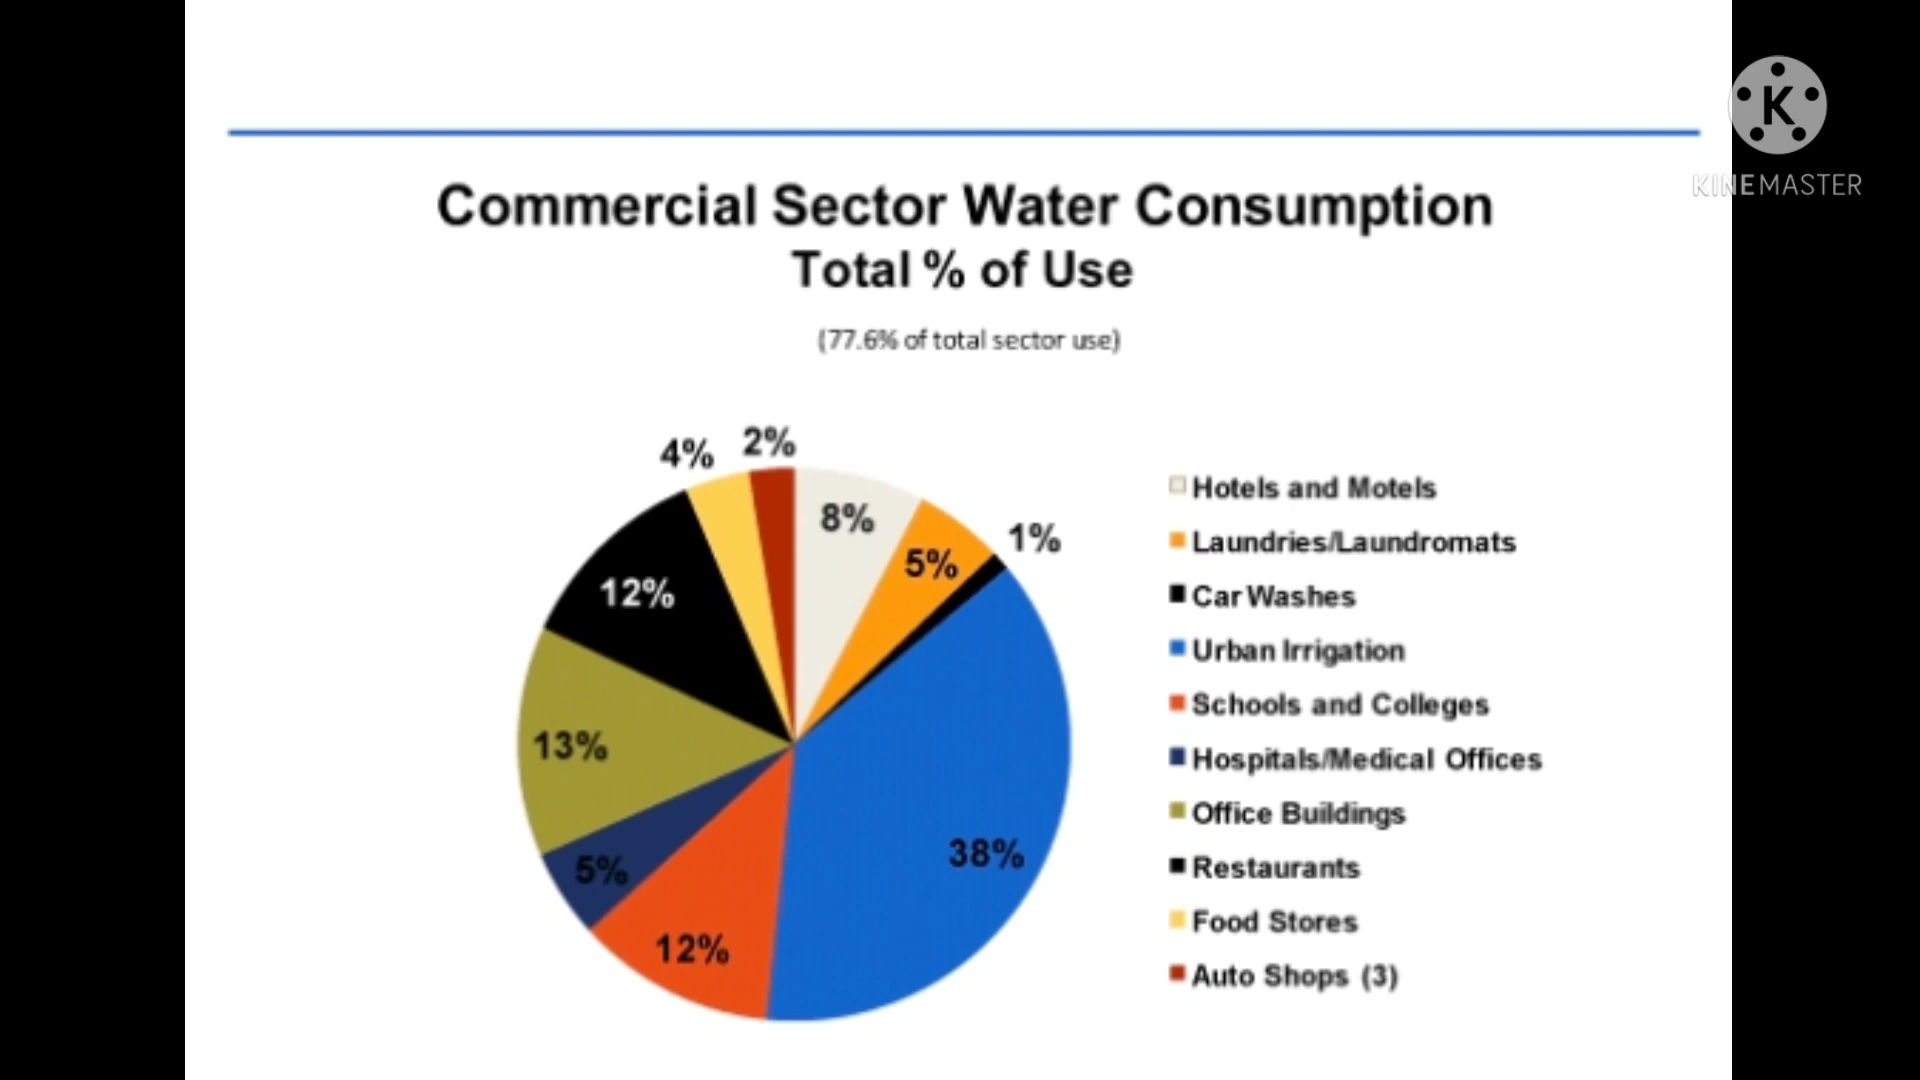 K
KINEMASTER
Commercial Sector Water Consumption
Total % of Use
(77.6% of total sector use)
4%
2%
8%
5%
1%
12%
13%
38%
5%
12%
Hotels and Motels
Laundries/Laundromats
Car Washes
Urban Irrigation
Schools and Colleges
Hospitals/Medical Offices
Office Buildings
Restaurants
Food Stores
Auto Shops (3)